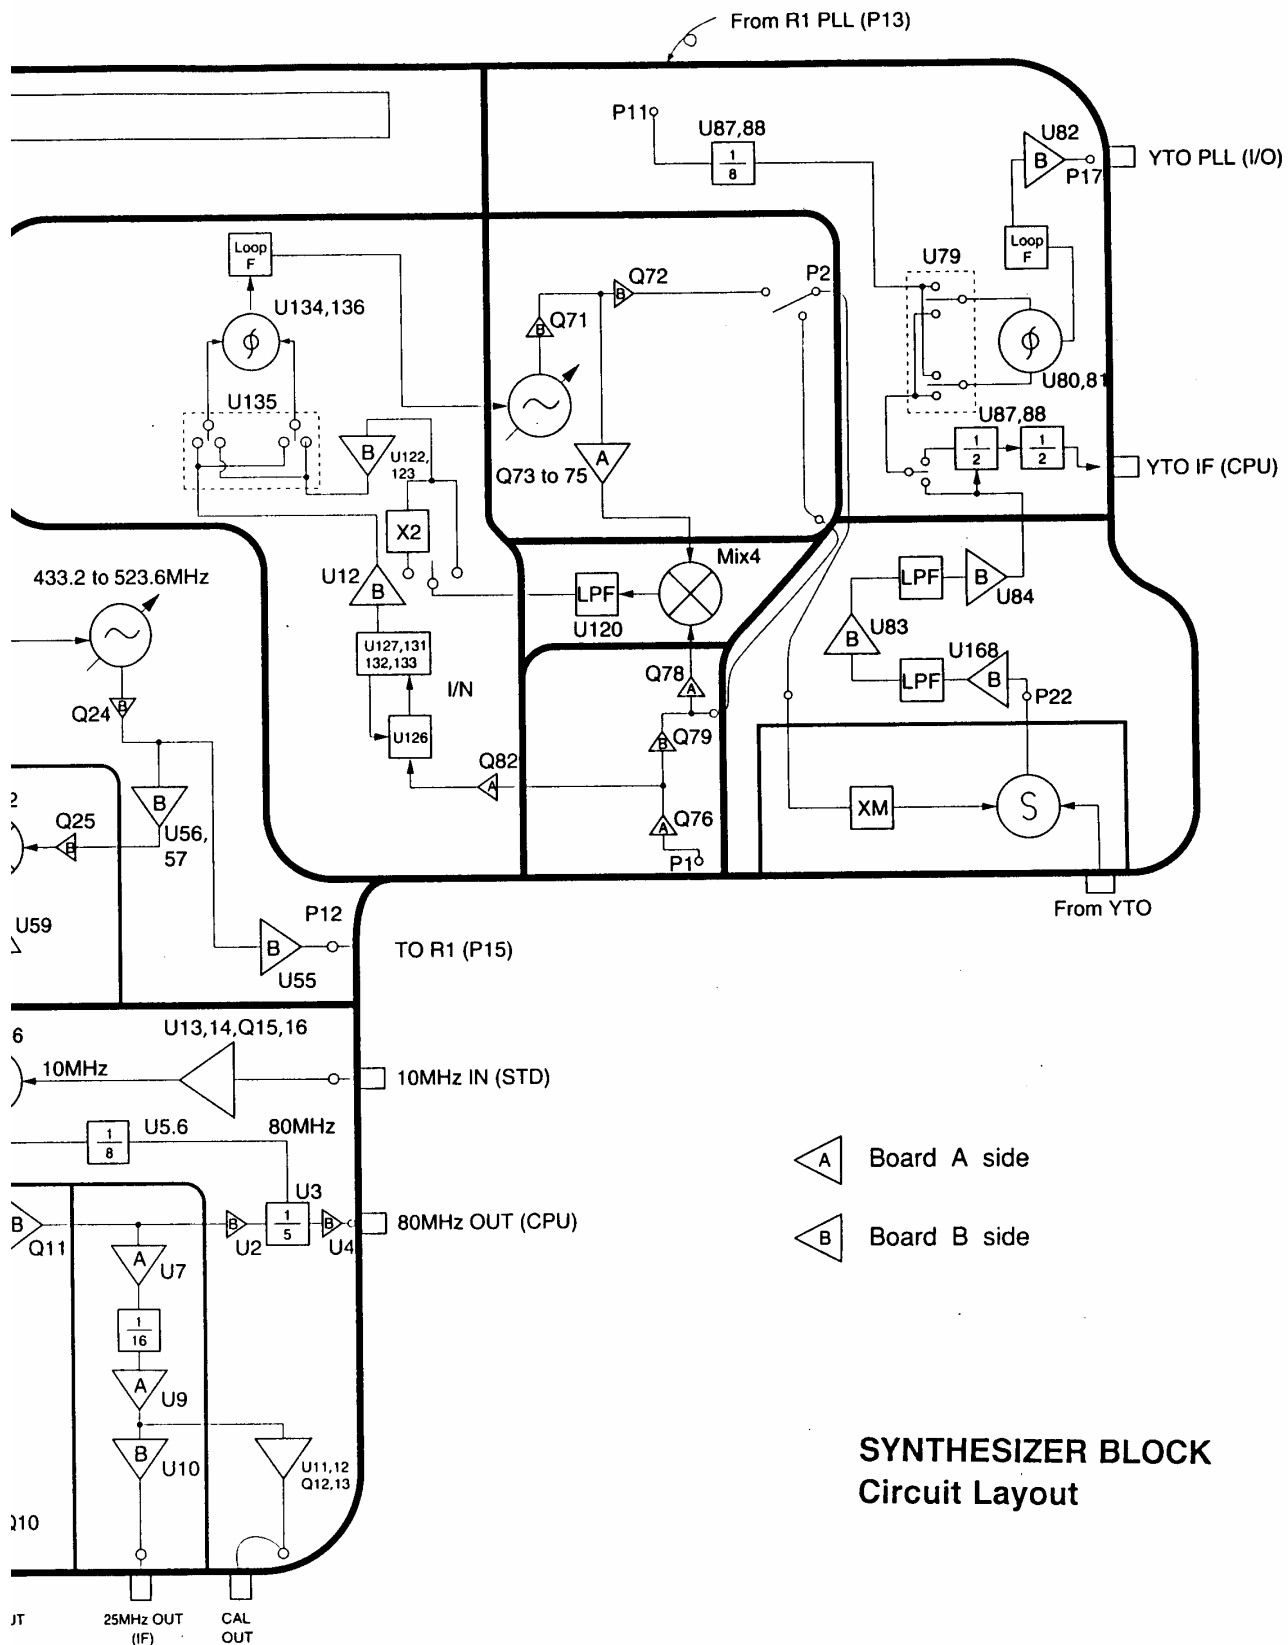 From R1 PLL (P13)
P11
U87,88
1
8
U82
B
P17
YTO PLL (I/O)
Loop
F
Loop
F
U79
Q72
P2
B
U134,136
Q71
B
ϕ
ϕ
U80,81
U135
U87,88
1
2
1
2
YTO IF (CPU)
B
U122,
123
A
Q73 to 75
X2
Mix4
433.2 to 523.6MHz
U12
B
LPF
U120
LPF
B
U84
B
U83
U127,131
132,133
I/N
Q78
A
U168
LPF
B
P22
Q24
B
U126
B
Q79
Q82
A
2
B
Q25
B
U56,
57
A
Q76
P1
XM
S
From YTO
U59
P12
B
U55
TO R1 (P15)
6
U13,14,Q15,16
10MHz
10MHz IN (STD)
1
8
U5.6
80MHz
A
Board A side
U3
B
Q11
B
U2
1
5
B
U4
80MHz OUT (CPU)
B
Board B side
A
U7
1
16
A
U9
B
U10
U11,12
Q12,13
SYNTHESIZER BLOCK
Circuit Layout
Q10
25MHz OUT
(IF)
CAL
OUT
UT